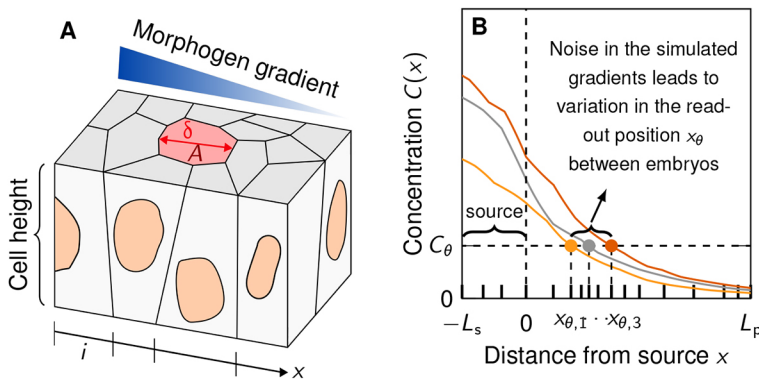 A
Morphogen gradient
δ
A
Cell height
i
x
B
Concentration C(x)
Noise in the simulated
gradients leads to
variation in the read-
out position xθ
between embryos
source
Cθ
0
−Ls
0
xθ,1 ··xθ,3
Lp
Distance from source x